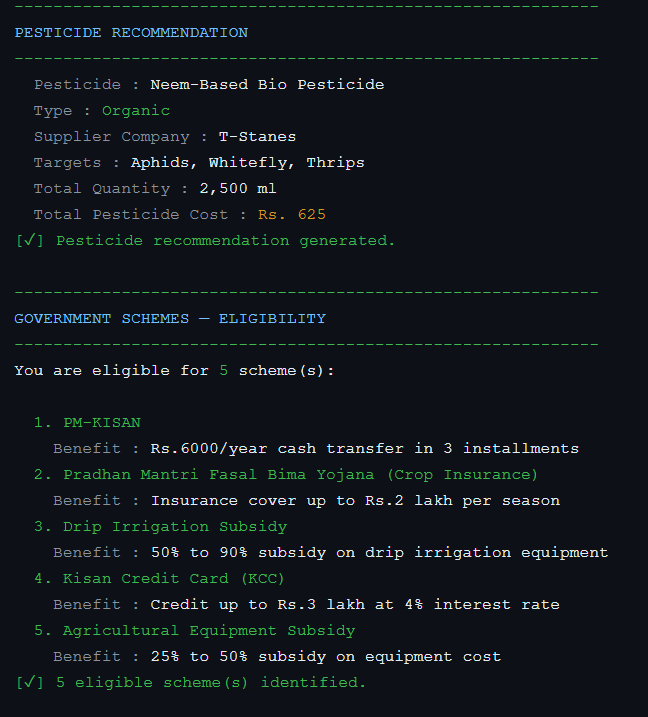 ------------------------------------------------------------
PESTICIDE RECOMMENDATION
------------------------------------------------------------
Pesticide : Neem-Based Bio Pesticide
Type : Organic
Supplier Company : T-Stanes
Targets : Aphids, Whitefly, Thrips
Total Quantity : 2,500 ml
Total Pesticide Cost : Rs. 625
[✓] Pesticide recommendation generated.
------------------------------------------------------------
GOVERNMENT SCHEMES — ELIGIBILITY
------------------------------------------------------------
You are eligible for 5 scheme(s):
1. PM-KISAN
Benefit : Rs.6000/year cash transfer in 3 installments
2. Pradhan Mantri Fasal Bima Yojana (Crop Insurance)
Benefit : Insurance cover up to Rs.2 lakh per season
3. Drip Irrigation Subsidy
Benefit : 50% to 90% subsidy on drip irrigation equipment
4. Kisan Credit Card (KCC)
Benefit : Credit up to Rs.3 lakh at 4% interest rate
5. Agricultural Equipment Subsidy
Benefit : 25% to 50% subsidy on equipment cost
[✓] 5 eligible scheme(s) identified.